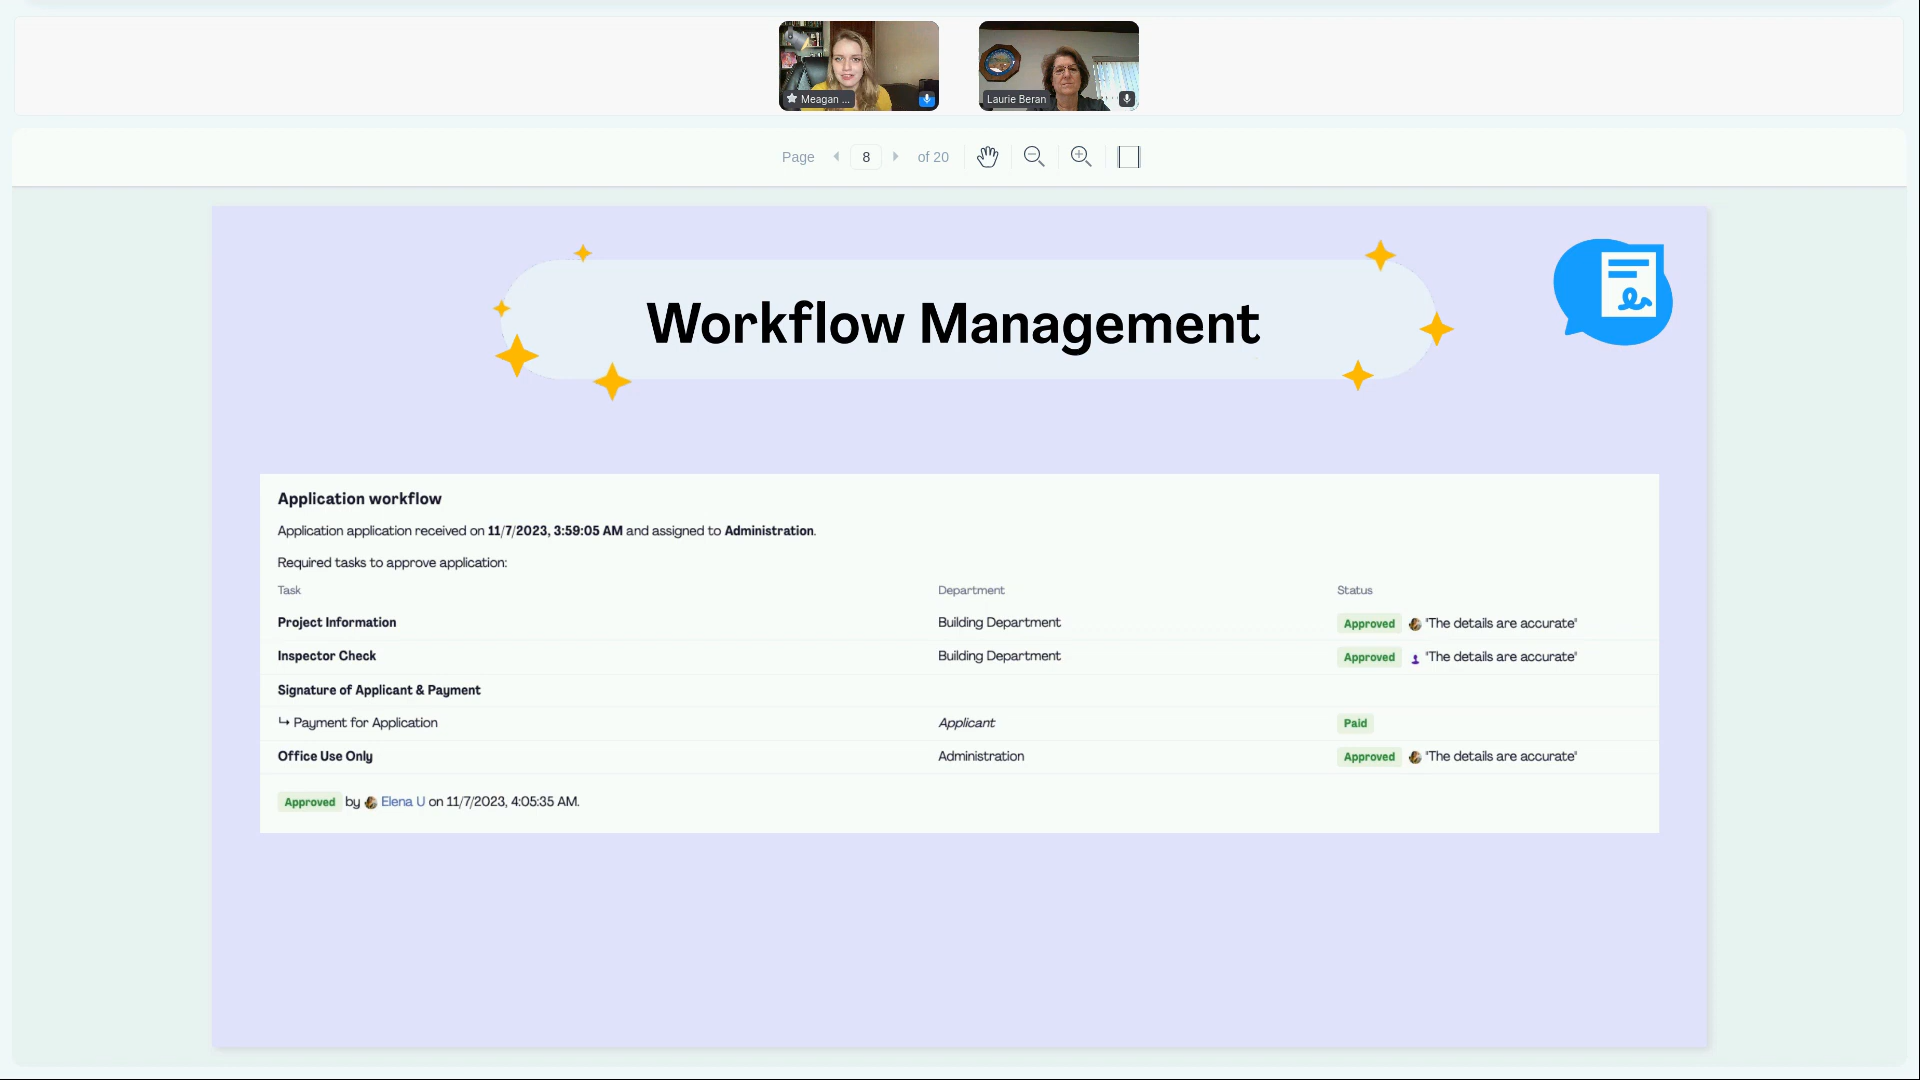 Meagan ...
Laurie Beran
Page 8 of 20
Workflow Management
Application workflow
Application application received on 11/7/2023, 3:59:05 AM and assigned to Administration.
Required tasks to approve application:
Task Department Status
Project Information Building Department Approved "The details are accurate"
Inspector Check Building Department Approved "The details are accurate"
Signature of Applicant & Payment
↳ Payment for Application Applicant Paid
Office Use Only Administration Approved "The details are accurate"
Approved by Elena U on 11/7/2023, 4:05:35 AM.